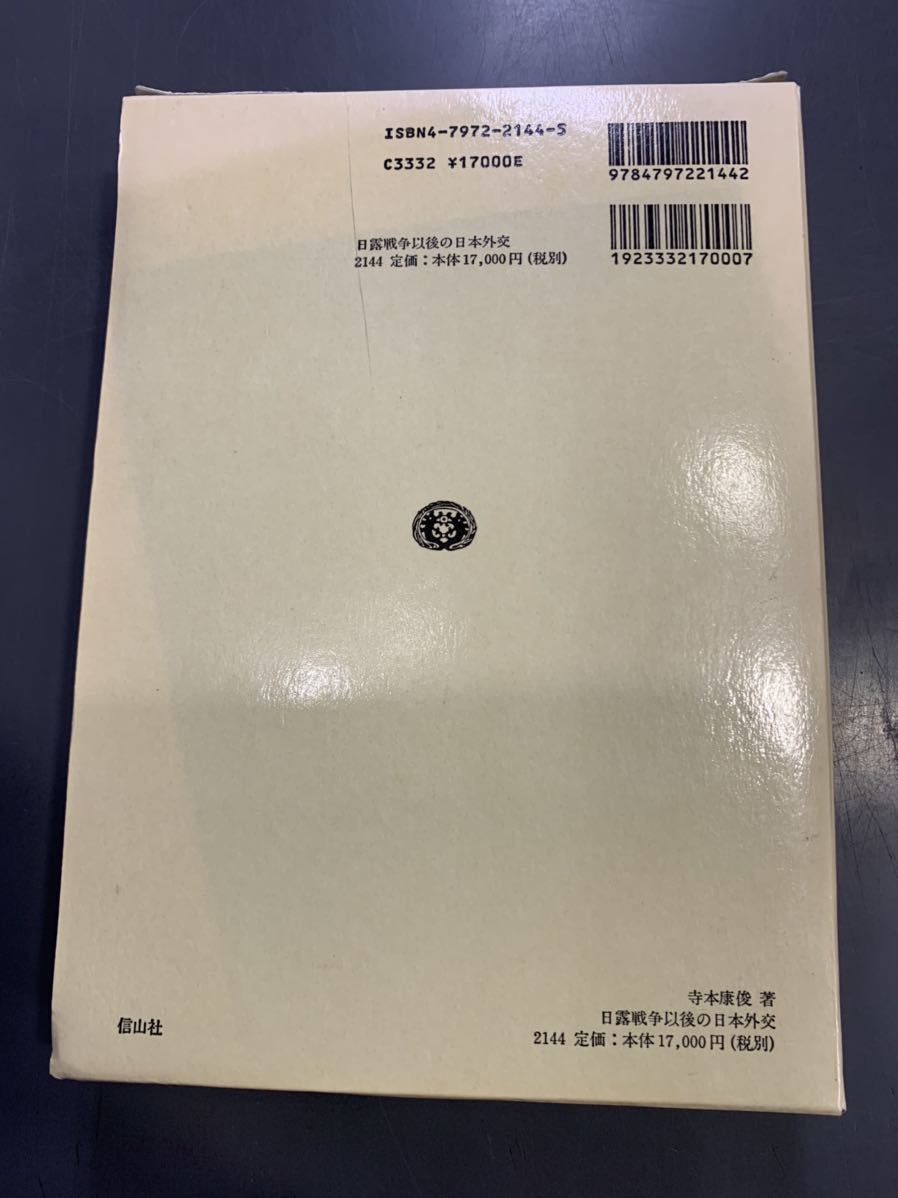 ISBN4-7972-2144-5
C3332 ¥17000E
9784797221442
日露戦争以後の日本外交
2144 定価：本体17,000円(税別)
1923332170007
寺本康俊 著
日露戦争以後の日本外交
2144 定価：本体17,000円(税別)
信山社